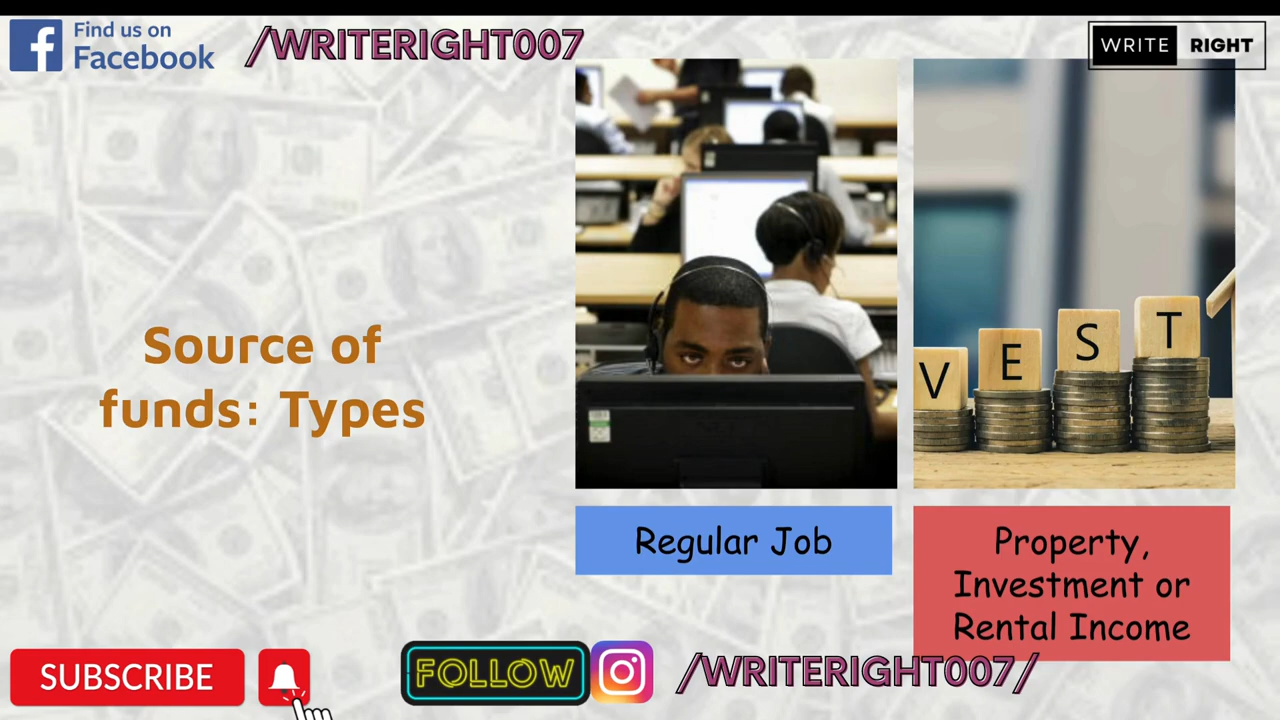 Find us on
Facebook
/WRITERIGHT007
WRITE RIGHT
Source of
funds: Types
V E S T
Regular Job
Property,
Investment or
Rental Income
SUBSCRIBE
FOLLOW
/WRITERIGHT007/